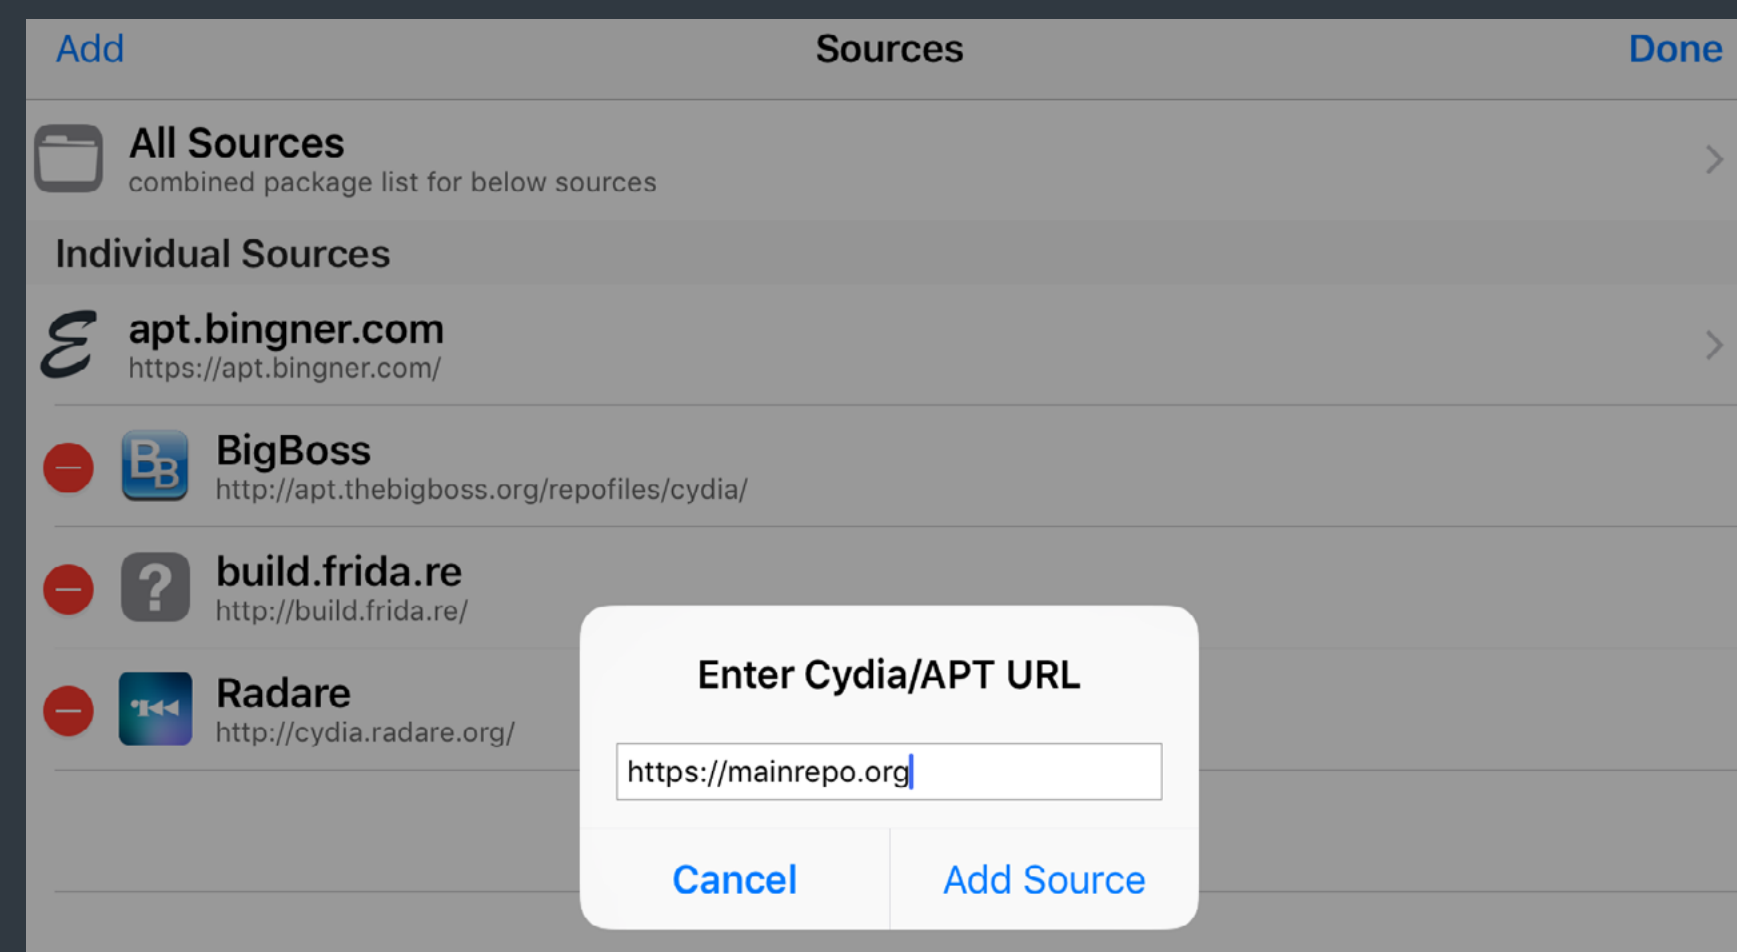 Add Sources Done
All Sources
combined package list for below sources
Individual Sources
apt.bingner.com
https://apt.bingner.com/
BB BigBoss
http://apt.thebigboss.org/repofiles/cydia/
? build.frida.re
http://build.frida.re/
Radare
http://cydia.radare.org/
Enter Cydia/APT URL
https://mainrepo.org
Cancel Add Source